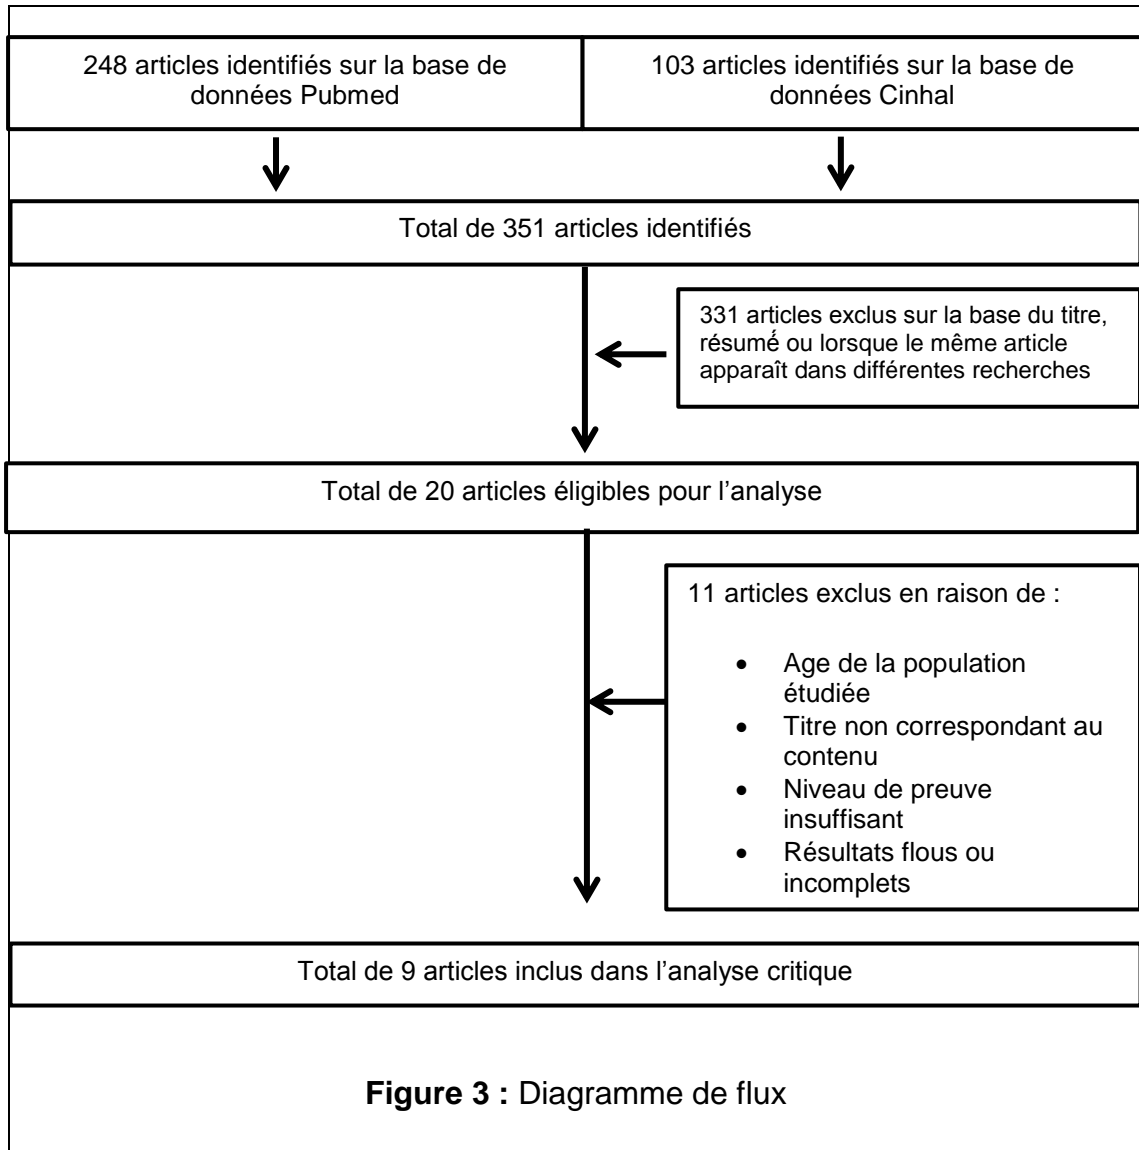 248 articles identifiés sur la base de
données Pubmed
103 articles identifiés sur la base de
données Cinhal
Total de 351 articles identifiés
331 articles exclus sur la base du titre,
résumé́ ou lorsque le même article
apparaît dans différentes recherches
Total de 20 articles éligibles pour l’analyse
11 articles exclus en raison de :
• Age de la population
étudiée
• Titre non correspondant au
contenu
• Niveau de preuve
insuffisant
• Résultats flous ou
incomplets
Total de 9 articles inclus dans l’analyse critique
Figure 3 : Diagramme de flux